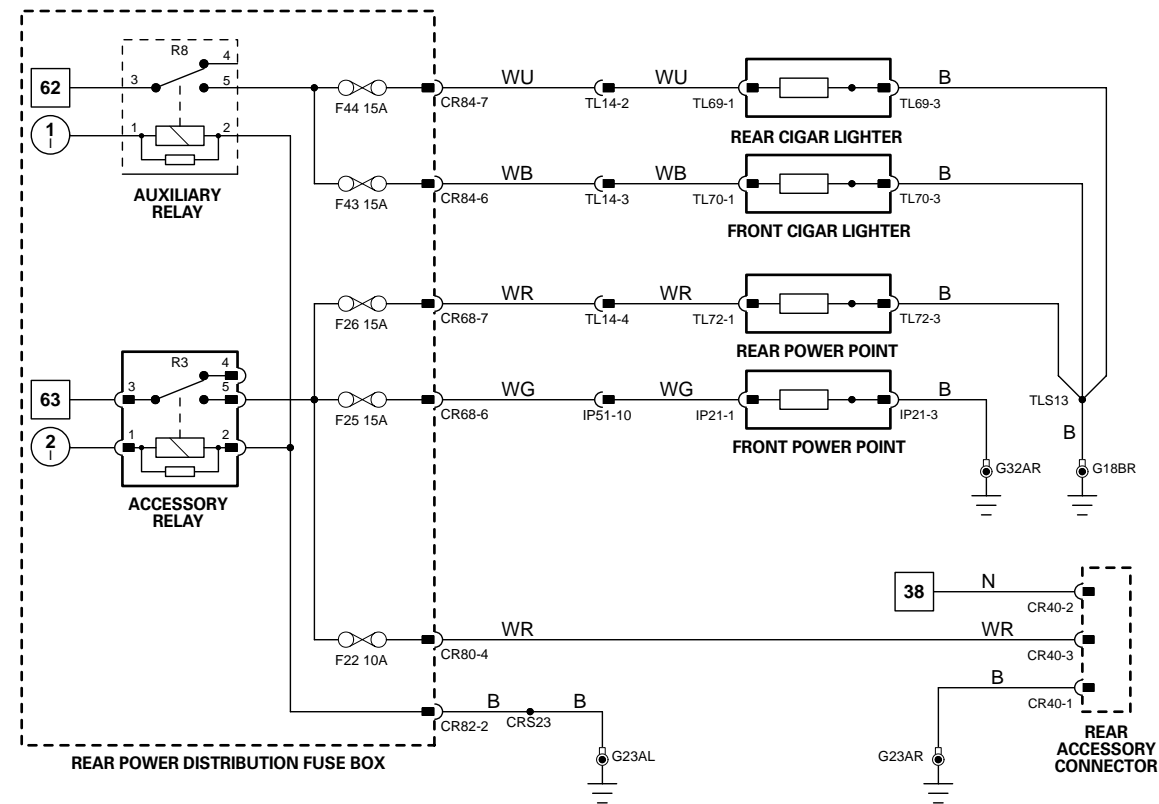 R8
4
62
3
5
WU
WU
B
F44 15A
CR84-7
TL14-2
TL69-1
TL69-3
1
I
1
2
REAR CIGAR LIGHTER
AUXILIARY
RELAY
WB
WB
B
F43 15A
CR84-6
TL14-3
TL70-1
TL70-3
FRONT CIGAR LIGHTER
WR
WR
B
F26 15A
CR68-7
TL14-4
TL72-1
TL72-3
REAR POWER POINT
R3
4
63
3
5
WG
WG
B
TLS13
F25 15A
CR68-6
IP51-10
IP21-1
IP21-3
2
I
1
2
FRONT POWER POINT
B
G32AR
G18BR
ACCESSORY
RELAY
38
N
CR40-2
WR
WR
F22 10A
CR80-4
CR40-3
B
CR40-1
B
B
CR82-2
CRS23
REAR
ACCESSORY
CONNECTOR
G23AL
G23AR
REAR POWER DISTRIBUTION FUSE BOX